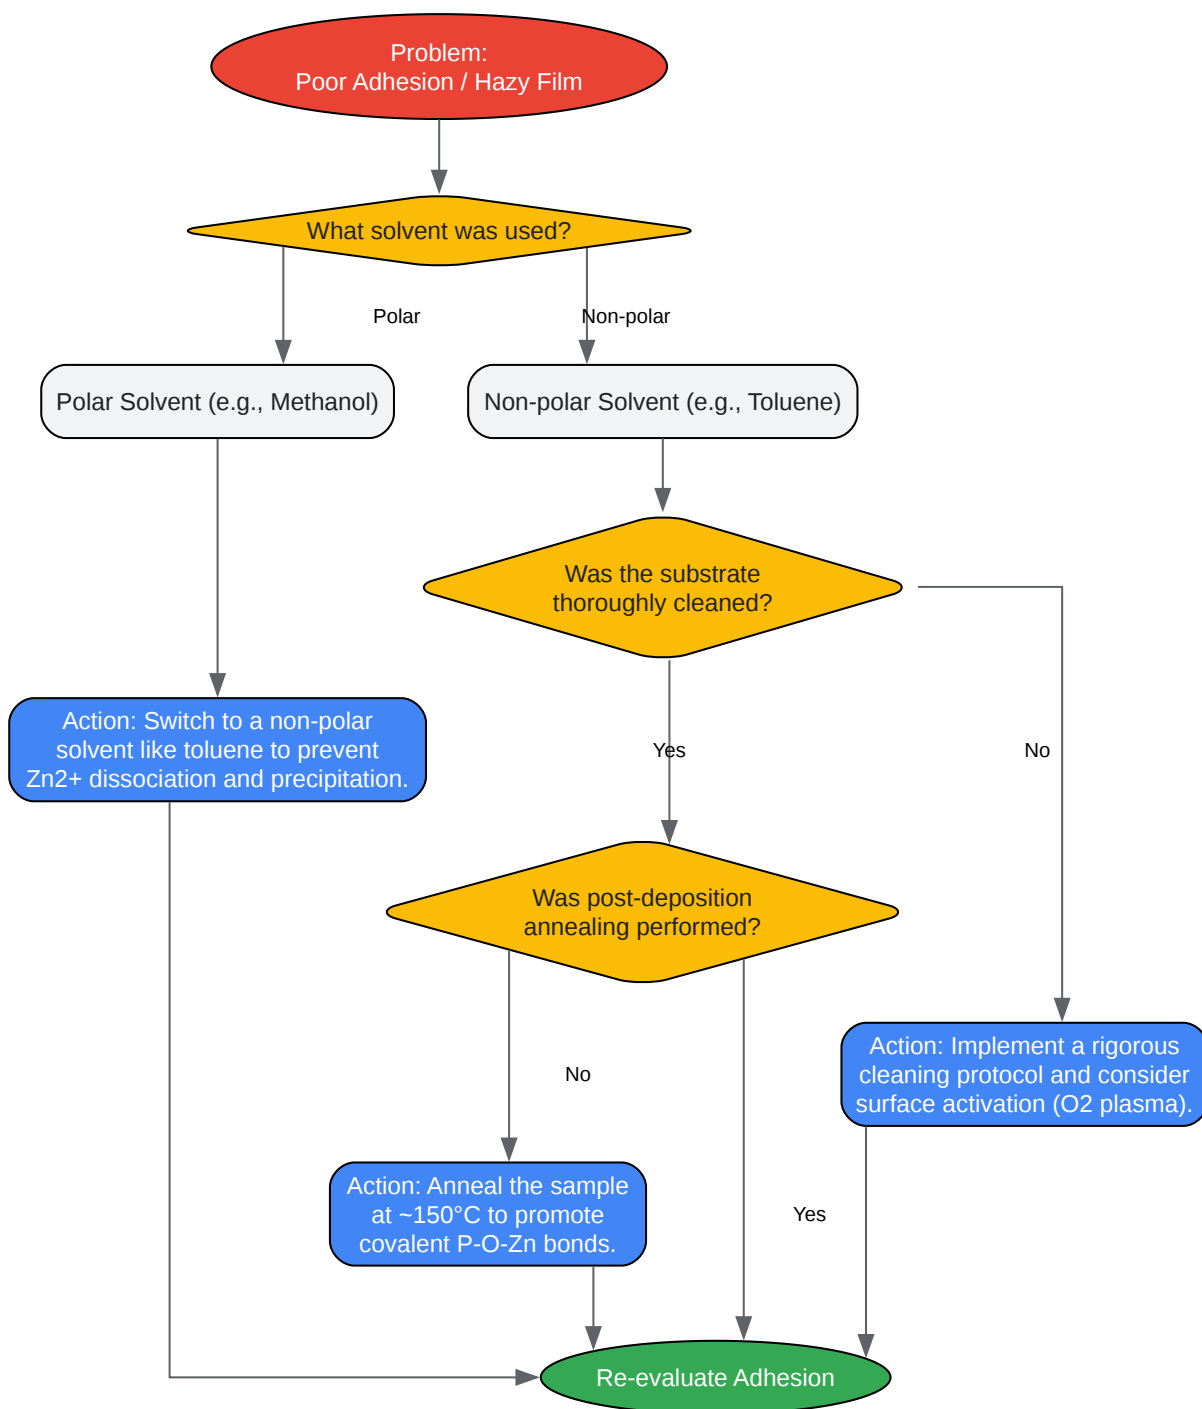 Problem:
Poor Adhesion / Hazy Film
What solvent was used?
Polar
Non-polar
Polar Solvent (e.g., Methanol)
Non-polar Solvent (e.g., Toluene)
Was the substrate
thoroughly cleaned?
Action: Switch to a non-polar
solvent like toluene to prevent
Zn2+ dissociation and precipitation.
Yes
No
Was post-deposition
annealing performed?
No
Action: Implement a rigorous
cleaning protocol and consider
surface activation (O2 plasma).
Action: Anneal the sample
at ~150°C to promote
covalent P-O-Zn bonds.
Yes
Re-evaluate Adhesion